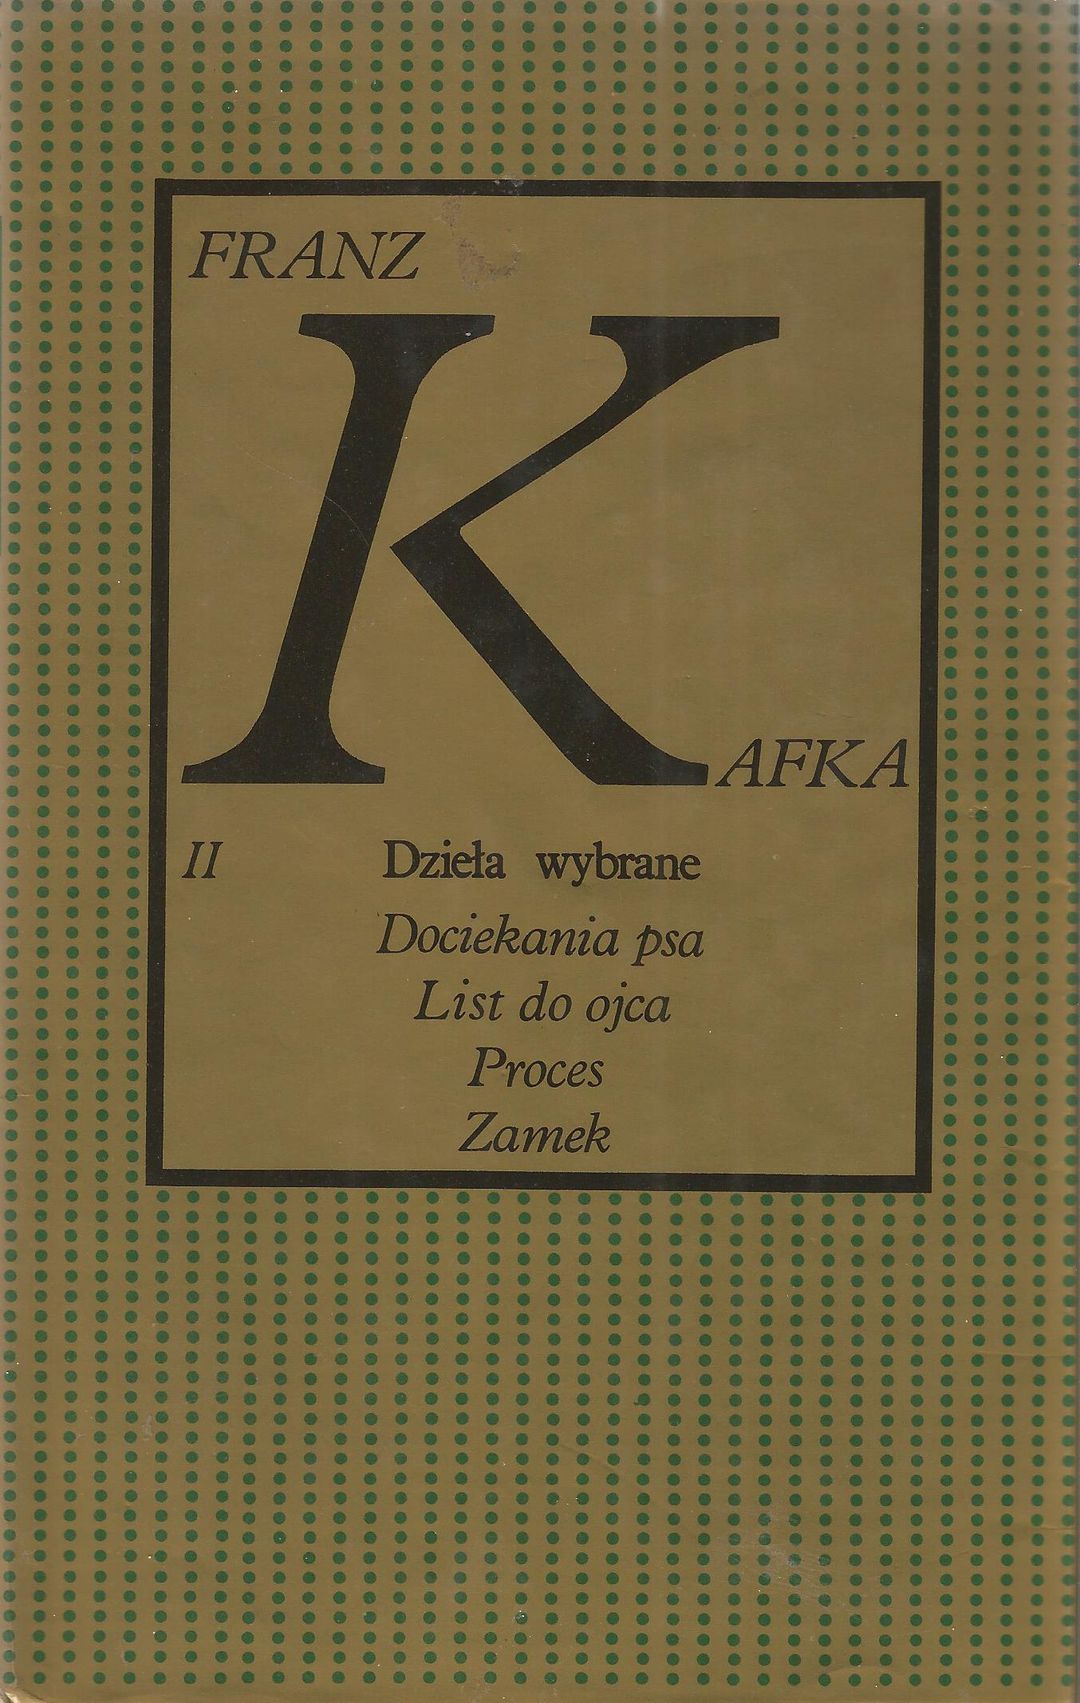 FRANZ
KAFKA
II
Dzieła wybrane
Dociekania psa
List do ojca
Proces
Zamek